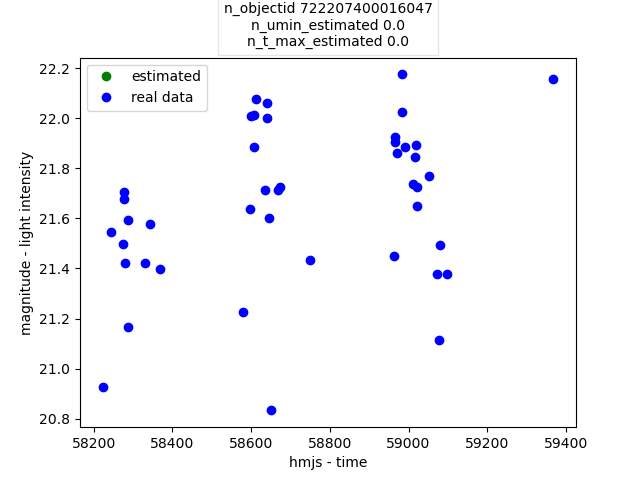 n_objectid 722207400016047
n_umin_estimated 0.0
n_t_max_estimated 0.0
estimated
real data
magnitude - light intensity
22.2
22.0
21.8
21.6
21.4
21.2
21.0
20.8
58200 58400 58600 58800 59000 59200 59400
hmjs - time